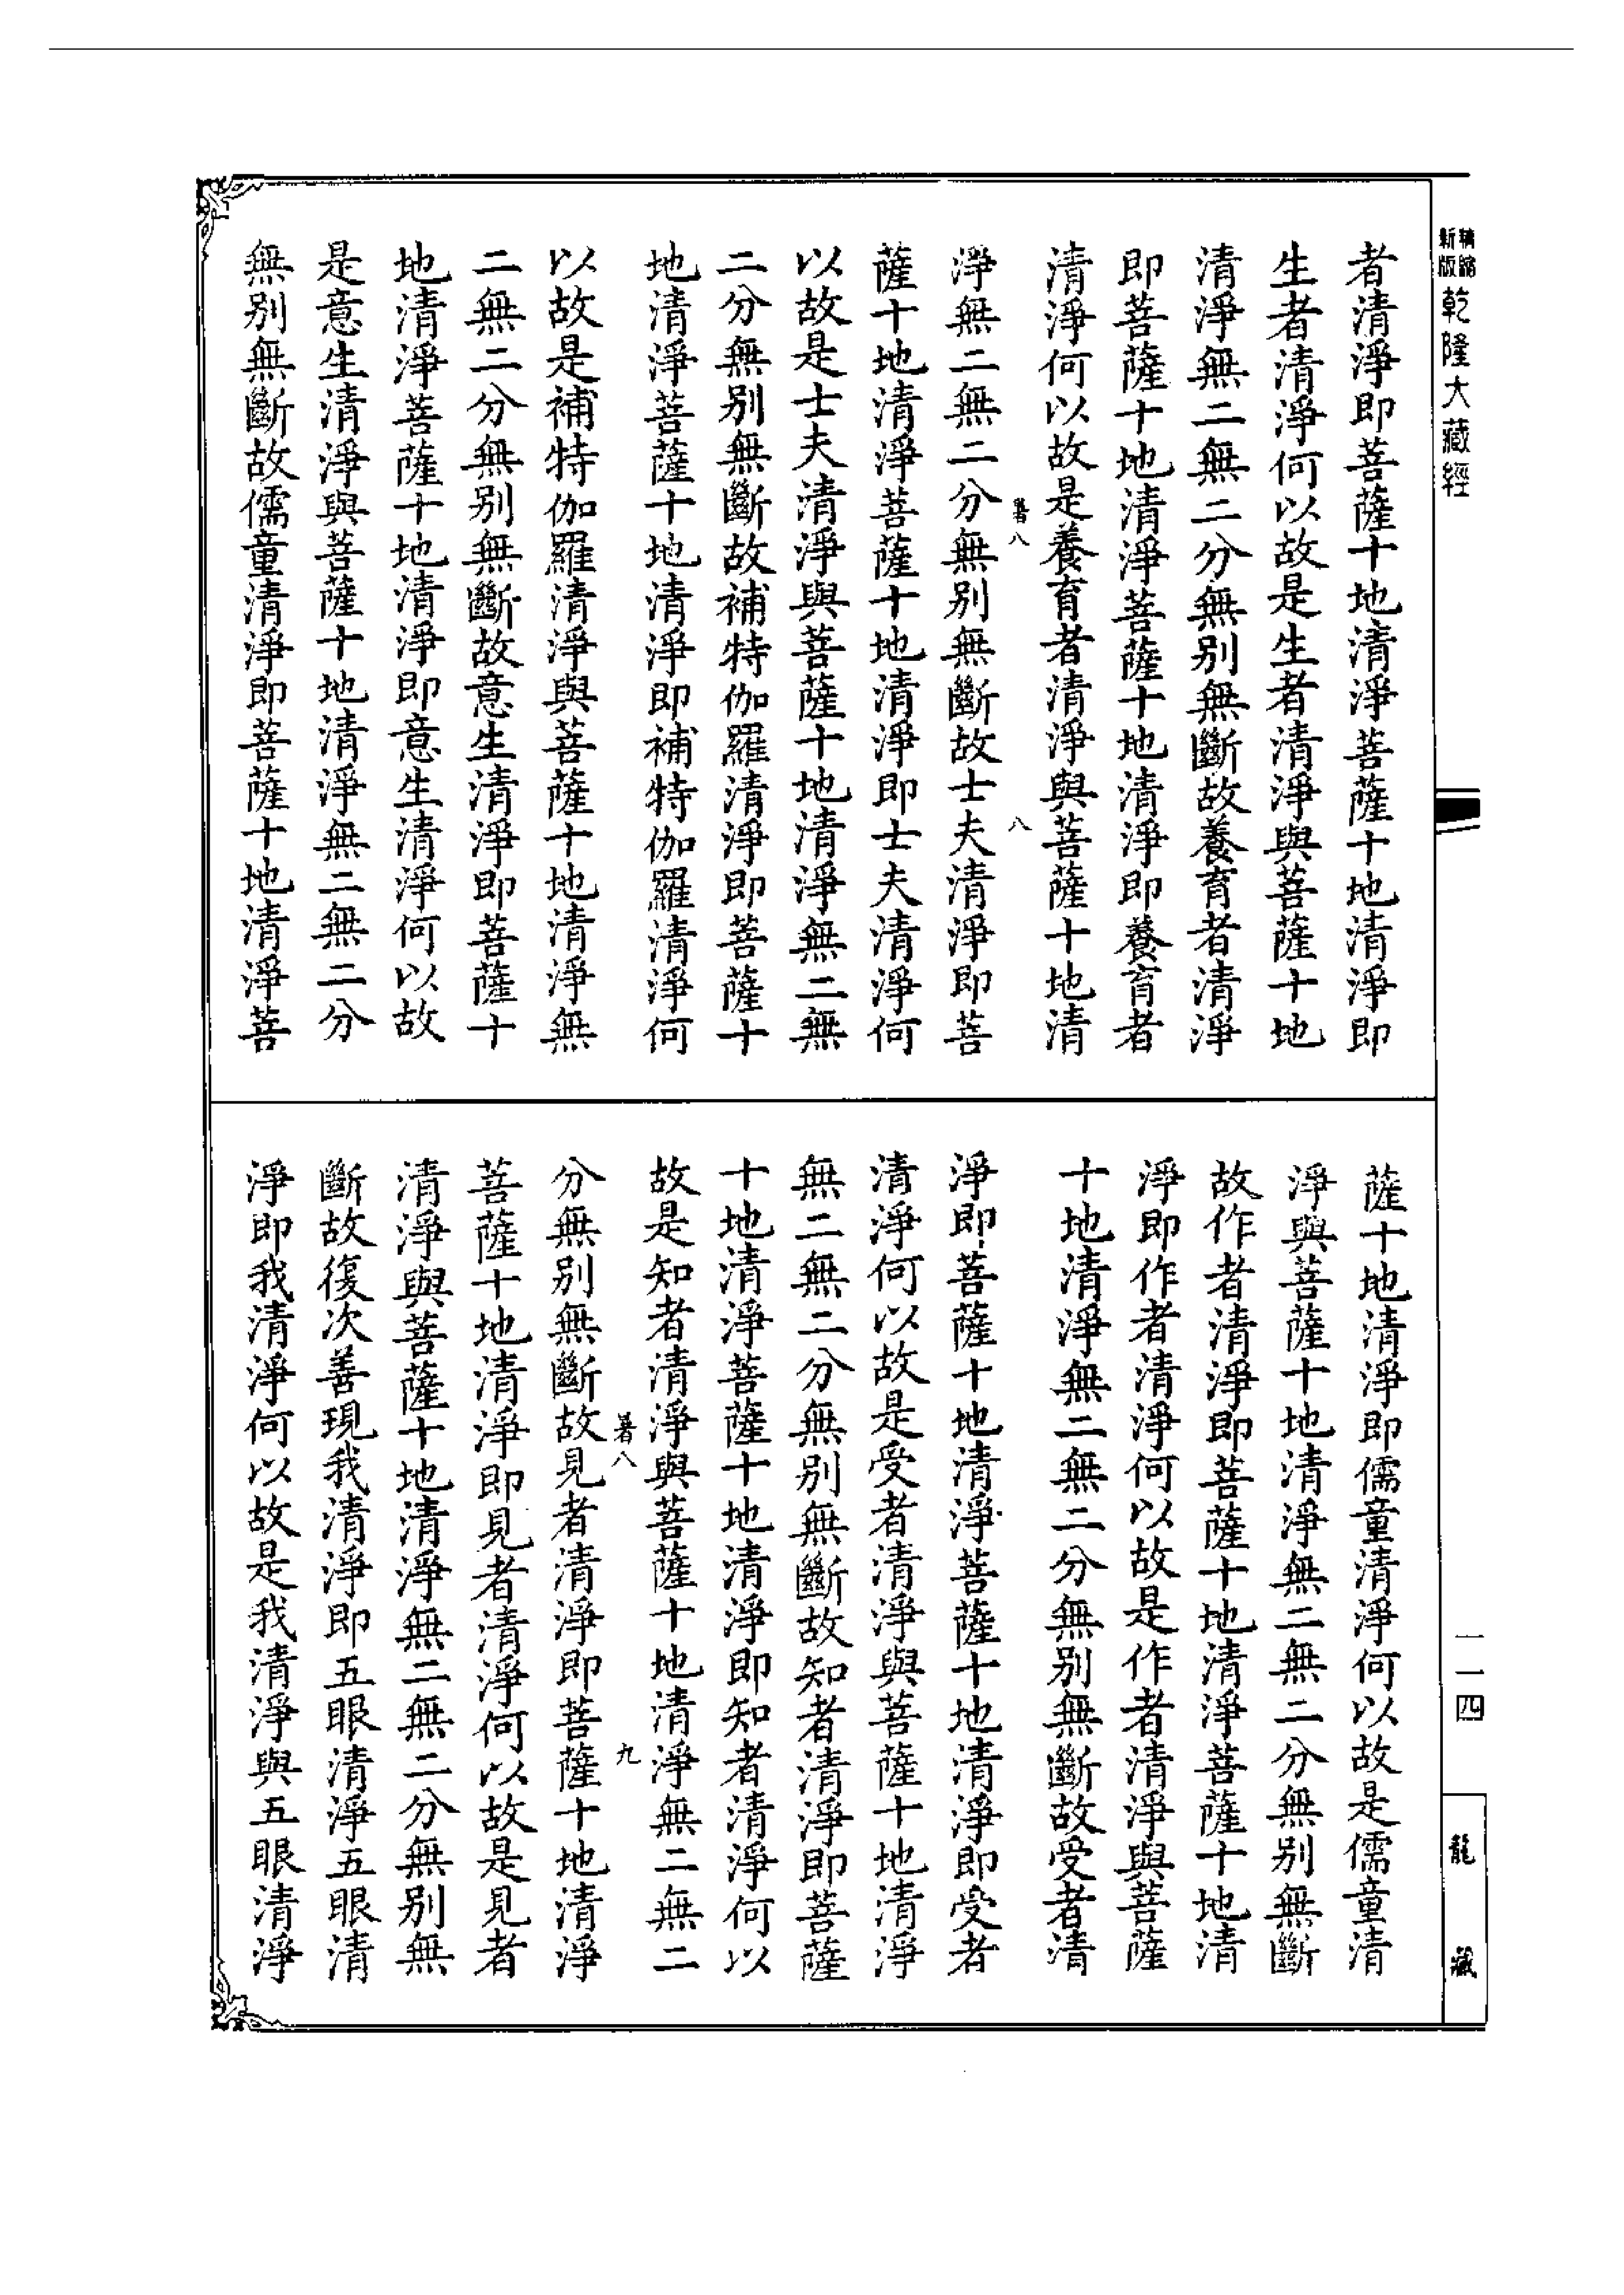 精縮
新版
乾隆大藏經
者清淨即菩薩十地清淨菩薩十地清淨即
生者清淨何以故是生者清淨與菩薩十地
清淨無二無二分無別無斷故養育者清淨
即菩薩十地清淨菩薩十地清淨即養育者
清淨何以故是養育者清淨與菩薩十地清
薯八
八
淨無二無二分無別無斷故士夫清淨即菩
薩十地清淨菩薩十地清淨即士夫清淨何
以故是士夫清淨與菩薩十地清淨無二無
二分無別無斷故補特伽羅清淨即菩薩十
地清淨菩薩十地清淨即補特伽羅清淨何
以故是補特伽羅清淨與菩薩十地清淨無
二無二分無別無斷故意生清淨即菩薩十
地清淨菩薩十地清淨即意生清淨何以故
是意生清淨與菩薩十地清淨無二無二分
無別無斷故儒童清淨即菩薩十地清淨菩
薩十地清淨即儒童清淨何以故是儒童清
淨與菩薩十地清淨無二無二分無別無斷
故作者清淨即菩薩十地清淨菩薩十地清
淨即作者清淨何以故是作者清淨與菩薩
十地清淨無二無二分無別無斷故受者清
淨即菩薩十地清淨菩薩十地清淨即受者
清淨何以故是受者清淨與菩薩十地清淨
無二無二分無別無斷故知者清淨即菩薩
十地清淨菩薩十地清淨即知者清淨何以
故是知者清淨與菩薩十地清淨無二無二
薯八
九
分無別無斷故見者清淨即菩薩十地清淨
菩薩十地清淨即見者清淨何以故是見者
清淨與菩薩十地清淨無二無二分無別無
斷故復次善現我清淨即五眼清淨五眼清
淨即我清淨何以故是我清淨與五眼清淨
一一四
龍藏